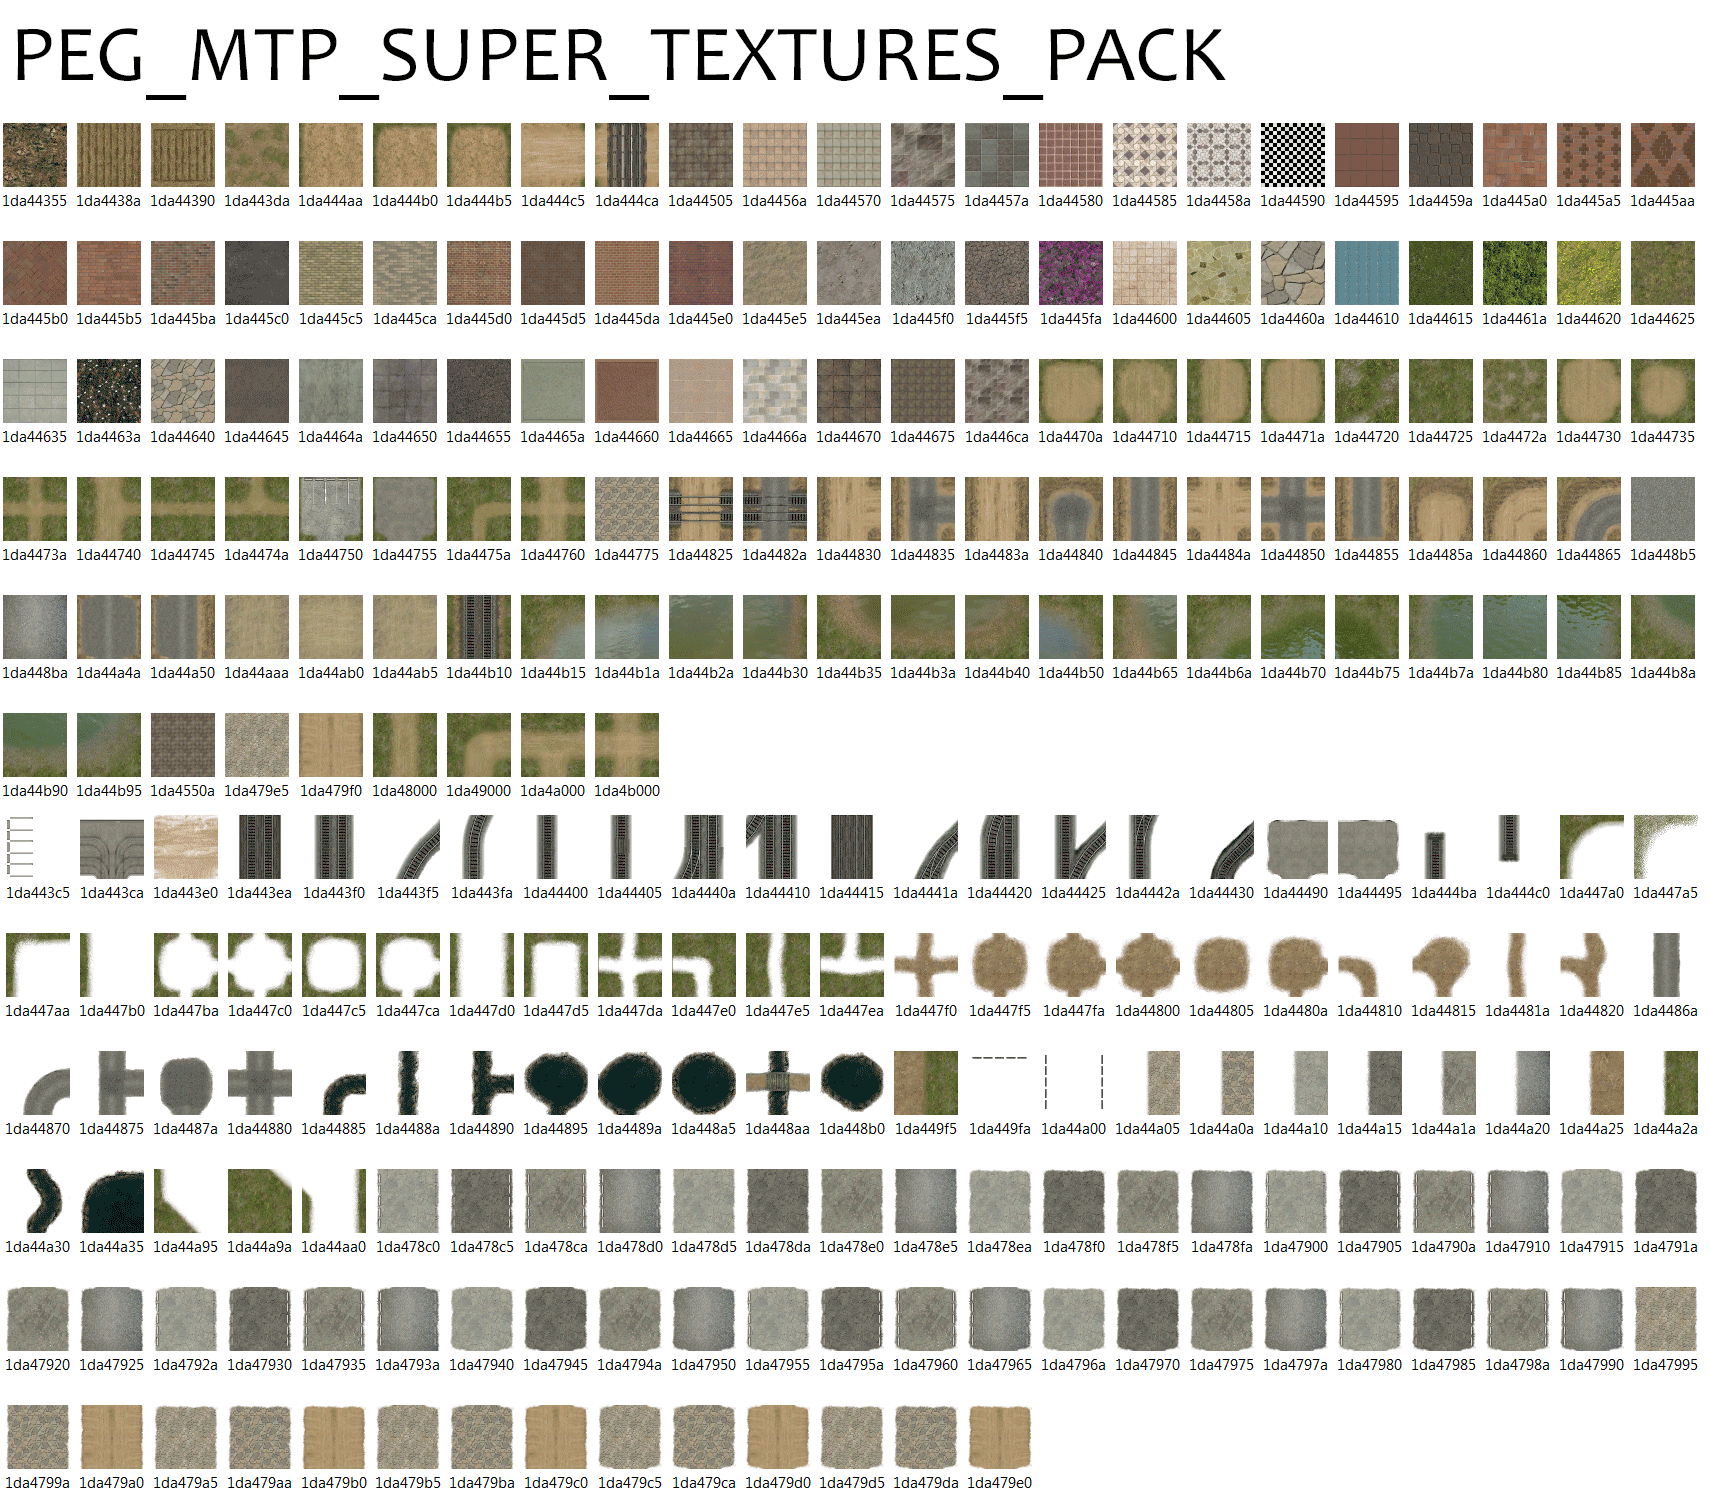 PEG_MTP_SUPER_TEXTURES_PACK
1da44355 1da4438a 1da44390 1da443da 1da444aa 1da444b0 1da444b5 1da444c5 1da444ca 1da44505 1da4456a 1da44570 1da44575 1da4457a 1da44580 1da44585 1da4458a 1da44590 1da44595 1da4459a 1da445a0 1da445a5 1da445aa
1da445b0 1da445b5 1da445ba 1da445c0 1da445c5 1da445ca 1da445d0 1da445d5 1da445da 1da445e0 1da445e5 1da445ea 1da445f0 1da445f5 1da445fa 1da44600 1da44605 1da4460a 1da44610 1da44615 1da4461a 1da44620 1da44625
1da44635 1da4463a 1da44640 1da44645 1da4464a 1da44650 1da44655 1da4465a 1da44660 1da44665 1da4466a 1da44670 1da44675 1da446ca 1da4470a 1da44710 1da44715 1da4471a 1da44720 1da44725 1da4472a 1da44730 1da44735
1da4473a 1da44740 1da44745 1da4474a 1da44750 1da44755 1da4475a 1da44760 1da44775 1da44825 1da4482a 1da44830 1da44835 1da4483a 1da44840 1da44845 1da4484a 1da44850 1da44855 1da4485a 1da44860 1da44865 1da448b5
1da448ba 1da44a4a 1da44a50 1da44aaa 1da44ab0 1da44ab5 1da44b10 1da44b15 1da44b1a 1da44b2a 1da44b30 1da44b35 1da44b3a 1da44b40 1da44b50 1da44b65 1da44b6a 1da44b70 1da44b75 1da44b7a 1da44b80 1da44b85 1da44b8a
1da44b90 1da44b95 1da4550a 1da479e5 1da479f0 1da48000 1da49000 1da4a000 1da4b000
1da443c5 1da443ca 1da443e0 1da443ea 1da443f0 1da443f5 1da443fa 1da44400 1da44405 1da4440a 1da44410 1da44415 1da4441a 1da44420 1da44425 1da4442a 1da44430 1da44490 1da44495 1da444ba 1da444c0 1da447a0 1da447a5
1da447aa 1da447b0 1da447ba 1da447c0 1da447c5 1da447ca 1da447d0 1da447d5 1da447da 1da447e0 1da447e5 1da447ea 1da447f0 1da447f5 1da447fa 1da44800 1da44805 1da4480a 1da44810 1da44815 1da4481a 1da44820 1da4486a
1da44870 1da44875 1da4487a 1da44880 1da44885 1da4488a 1da44890 1da44895 1da4489a 1da448a5 1da448aa 1da448b0 1da449f5 1da449fa 1da44a00 1da44a05 1da44a0a 1da44a10 1da44a15 1da44a1a 1da44a20 1da44a25 1da44a2a
1da44a30 1da44a35 1da44a95 1da44a9a 1da44aa0 1da478c0 1da478c5 1da478ca 1da478d0 1da478d5 1da478da 1da478e0 1da478e5 1da478ea 1da478f0 1da478f5 1da478fa 1da47900 1da47905 1da4790a 1da47910 1da47915 1da4791a
1da47920 1da47925 1da4792a 1da47930 1da47935 1da4793a 1da47940 1da47945 1da4794a 1da47950 1da47955 1da4795a 1da47960 1da47965 1da4796a 1da47970 1da47975 1da4797a 1da47980 1da47985 1da4798a 1da47990 1da47995
1da4799a 1da479a0 1da479a5 1da479aa 1da479b0 1da479b5 1da479ba 1da479c0 1da479c5 1da479ca 1da479d0 1da479d5 1da479da 1da479e0